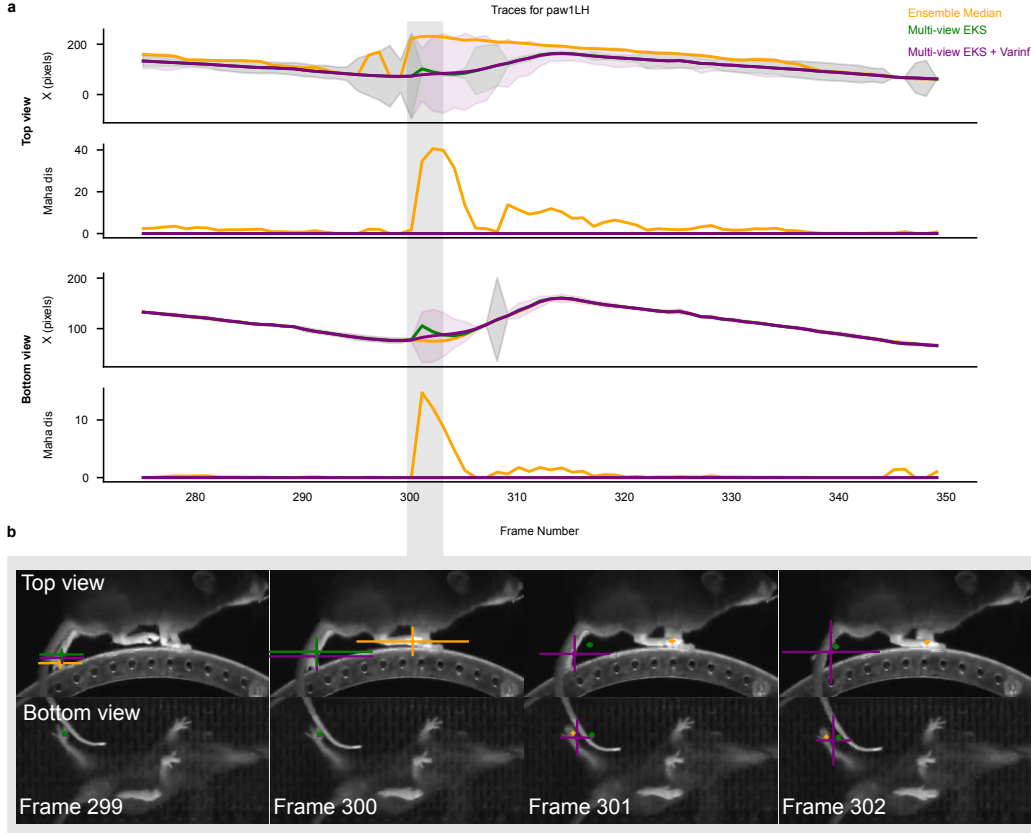 a
Traces for paw1LH
Ensemble Median
Multi-view EKS
Multi-view EKS + Varinf
Top view
X (pixels)
200
0
Maha dis
40
20
0
Bottom view
X (pixels)
200
100
Maha dis
10
0
280 290 300 310 320 330 340 350
Frame Number
b
Top view
Bottom view
Frame 299 Frame 300 Frame 301 Frame 302